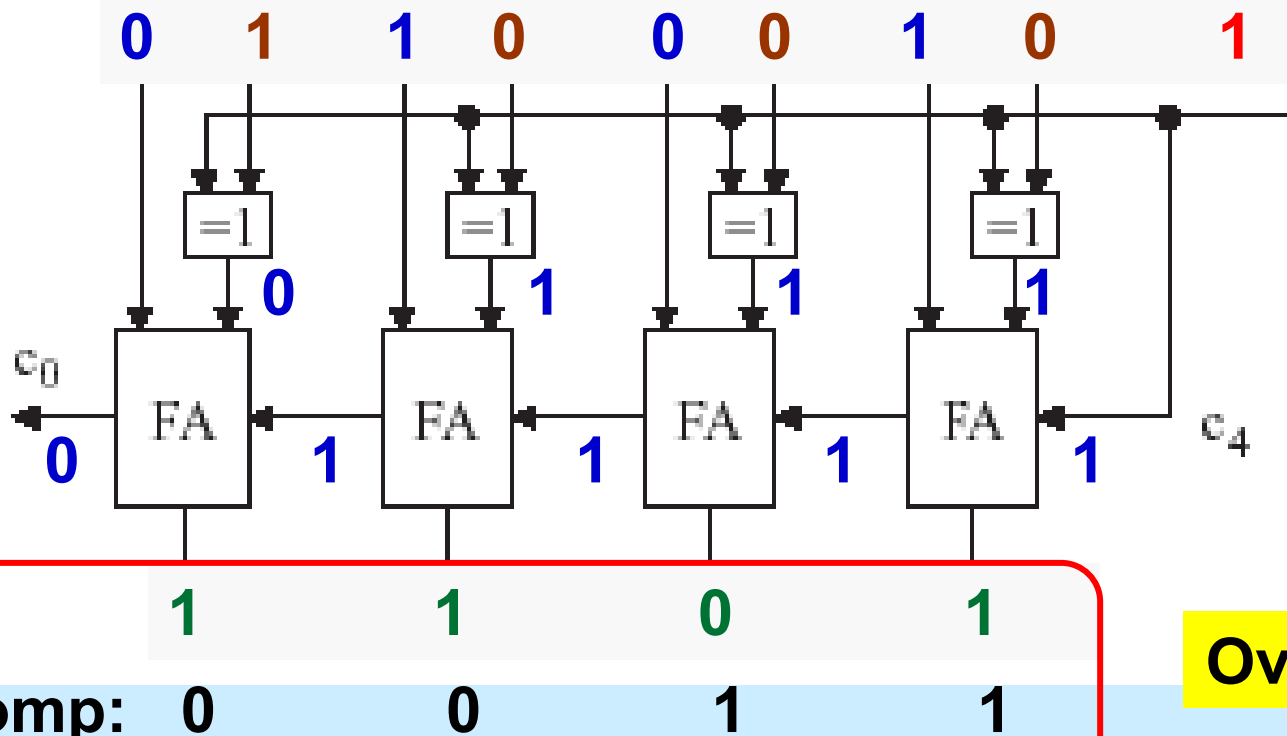 0 1 1 0 0 0 1 0 1
=1 =1 =1 =1
0 1 1 1
c0
FA FA FA FA
c4
0 1 1 1 1
1 1 0 1
Ov
omp: 0 0 1 1